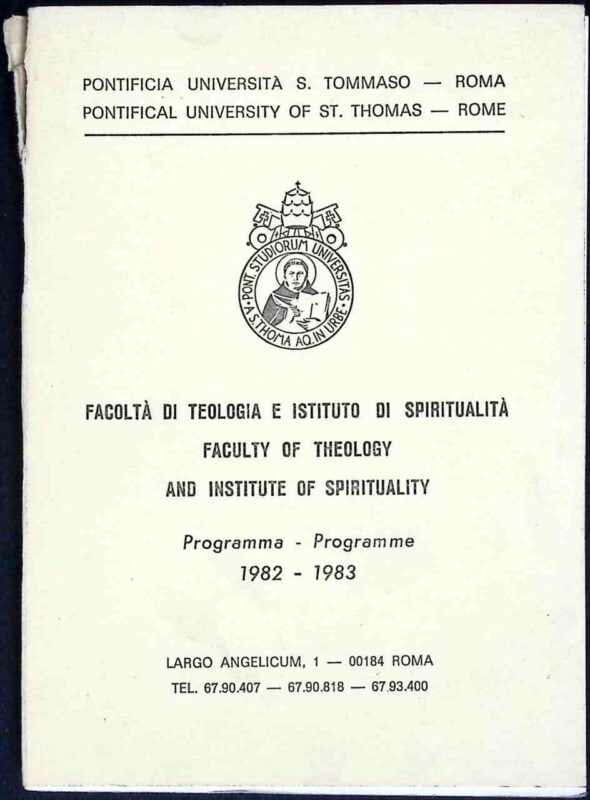 PONTIFICIA UNIVERSITÀ S. TOMMASO — ROMA
PONTIFICAL UNIVERSITY OF ST. THOMAS — ROME
PONT. STUDIORUM UNIVERSITAS
A S. THOMA AQ. IN URBE
FACOLTÀ DI TEOLOGIA E ISTITUTO DI SPIRITUALITÀ
FACULTY OF THEOLOGY
AND INSTITUTE OF SPIRITUALITY
Programma - Programme
1982 - 1983
LARGO ANGELICUM, 1 — 00184 ROMA
TEL. 67.90.407 — 67.90.818 — 67.93.400